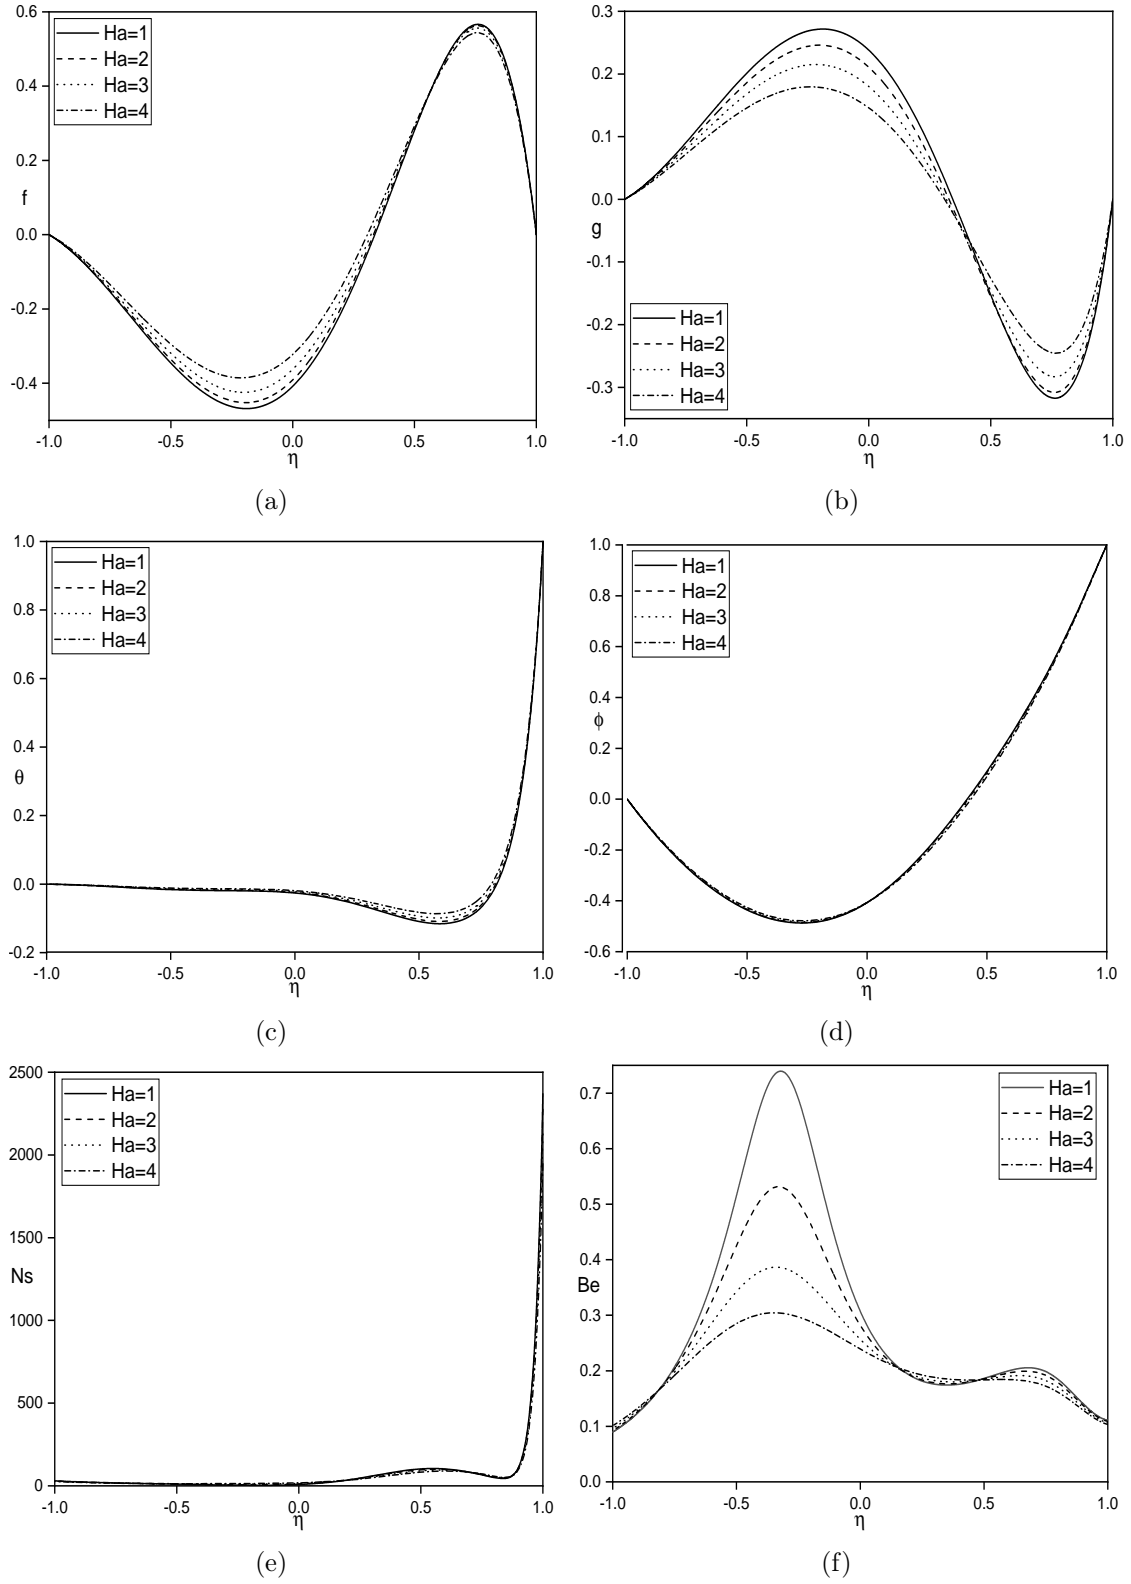 0.6
0.4
0.2
0.0
-0.2
-0.4
f
Ha=1
Ha=2
Ha=3
Ha=4
-1.0 -0.5 0.0 0.5 1.0
η
(a)
0.3
0.2
0.1
0.0
-0.1
-0.2
-0.3
g
Ha=1
Ha=2
Ha=3
Ha=4
-1.0 -0.5 0.0 0.5 1.0
η
(b)
1.0
0.8
0.6
0.4
0.2
0.0
-0.2
θ
Ha=1
Ha=2
Ha=3
Ha=4
-1.0 -0.5 0.0 0.5 1.0
η
(c)
1.0
0.8
0.6
0.4
0.2
0.0
-0.2
-0.4
-0.6
ϕ
Ha=1
Ha=2
Ha=3
Ha=4
-1.0 -0.5 0.0 0.5 1.0
η
(d)
2500
2000
1500
1000
500
0
Ns
Ha=1
Ha=2
Ha=3
Ha=4
-1.0 -0.5 0.0 0.5 1.0
η
(e)
0.7
0.6
0.5
0.4
0.3
0.2
0.1
0.0
Be
Ha=1
Ha=2
Ha=3
Ha=4
-1.0 -0.5 0.0 0.5 1.0
η
(f)